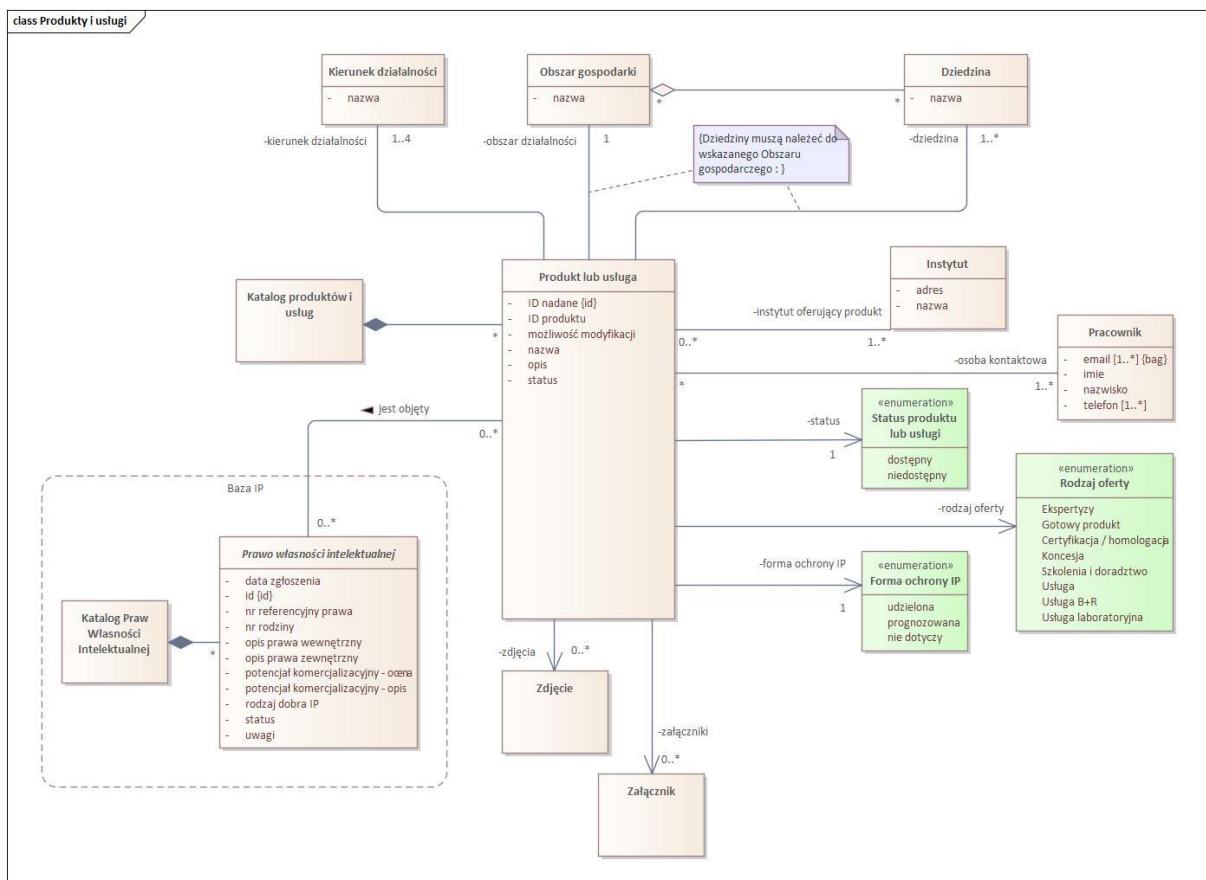 class Produkty i usługi
Kierunek działalności
- nazwa
Obszar gospodarki
- nazwa
Dziedzina
- nazwa
*
*
-kierunek działalności
1..4
-obszar działalności
1
{Dziedziny muszą należeć do
wskazanego Obszaru
gospodarczego : }
-dziedzina
1..*
Katalog produktów i
usług
*
Produkt lub usługa
- ID nadane {id}
- ID produktu
- możliwość modyfikacji
- nazwa
- opis
- status
Instytut
- adres
- nazwa
-instytut oferujący produkt
0..*
1..*
Pracownik
- email [1..*] {bag}
- imie
- nazwisko
- telefon [1..*]
-osoba kontaktowa
*
1..*
jest objęty
0..*
«enumeration»
Status produktu
lub usługi
dostępny
niedostępny
-status
1
«enumeration»
Rodzaj oferty
Ekspertyzy
Gotowy produkt
Certyfikacja / homologacja
Koncesja
Szkolenia i doradztwo
Usługa
Usługa B+R
Usługa laboratoryjna
-rodzaj oferty
Baza IP
0..*
-forma ochrony IP
1
«enumeration»
Forma ochrony IP
udzielona
prognozowana
nie dotyczy
Prawo własności intelektualnej
- data zgłoszenia
- id {id}
- nr referencyjny prawa
- nr rodziny
- opis prawa wewnętrzny
- opis prawa zewnętrzny
- potencjał komercjalizacyjny - ocena
- potencjał komercjalizacyjny - opis
- rodzaj dobra IP
- status
- uwagi
Katalog Praw
Własności
Intelektualnej
*
-zdjęcia
0..*
Zdjęcie
-załączniki
0..*
Załącznik